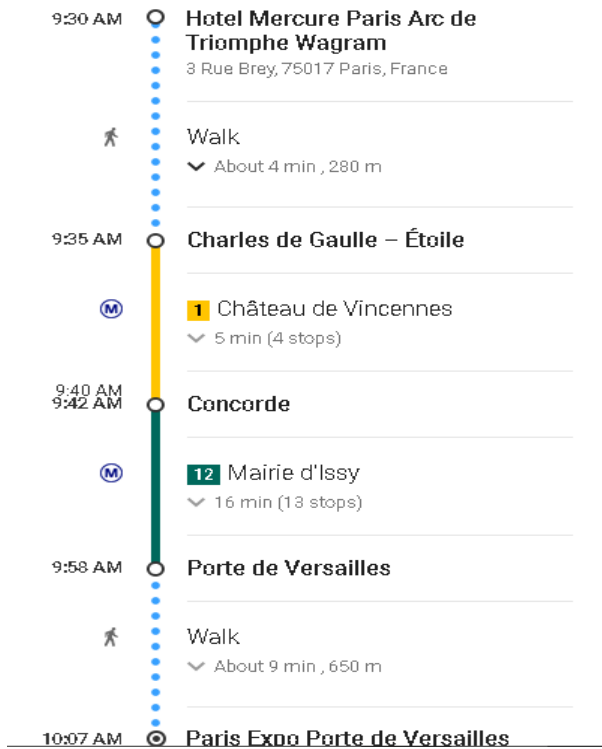 9:30 AM
Hotel Mercure Paris Arc de
Triomphe Wagram
3 Rue Brey, 75017 Paris, France
Walk
About 4 min , 280 m
9:35 AM
Charles de Gaulle – Étoile
M
1 Château de Vincennes
5 min (4 stops)
9:40 AM
9:42 AM
Concorde
M
12 Mairie d'Issy
16 min (13 stops)
9:58 AM
Porte de Versailles
Walk
About 9 min , 650 m
10:07 AM
Paris Expo Porte de Versailles